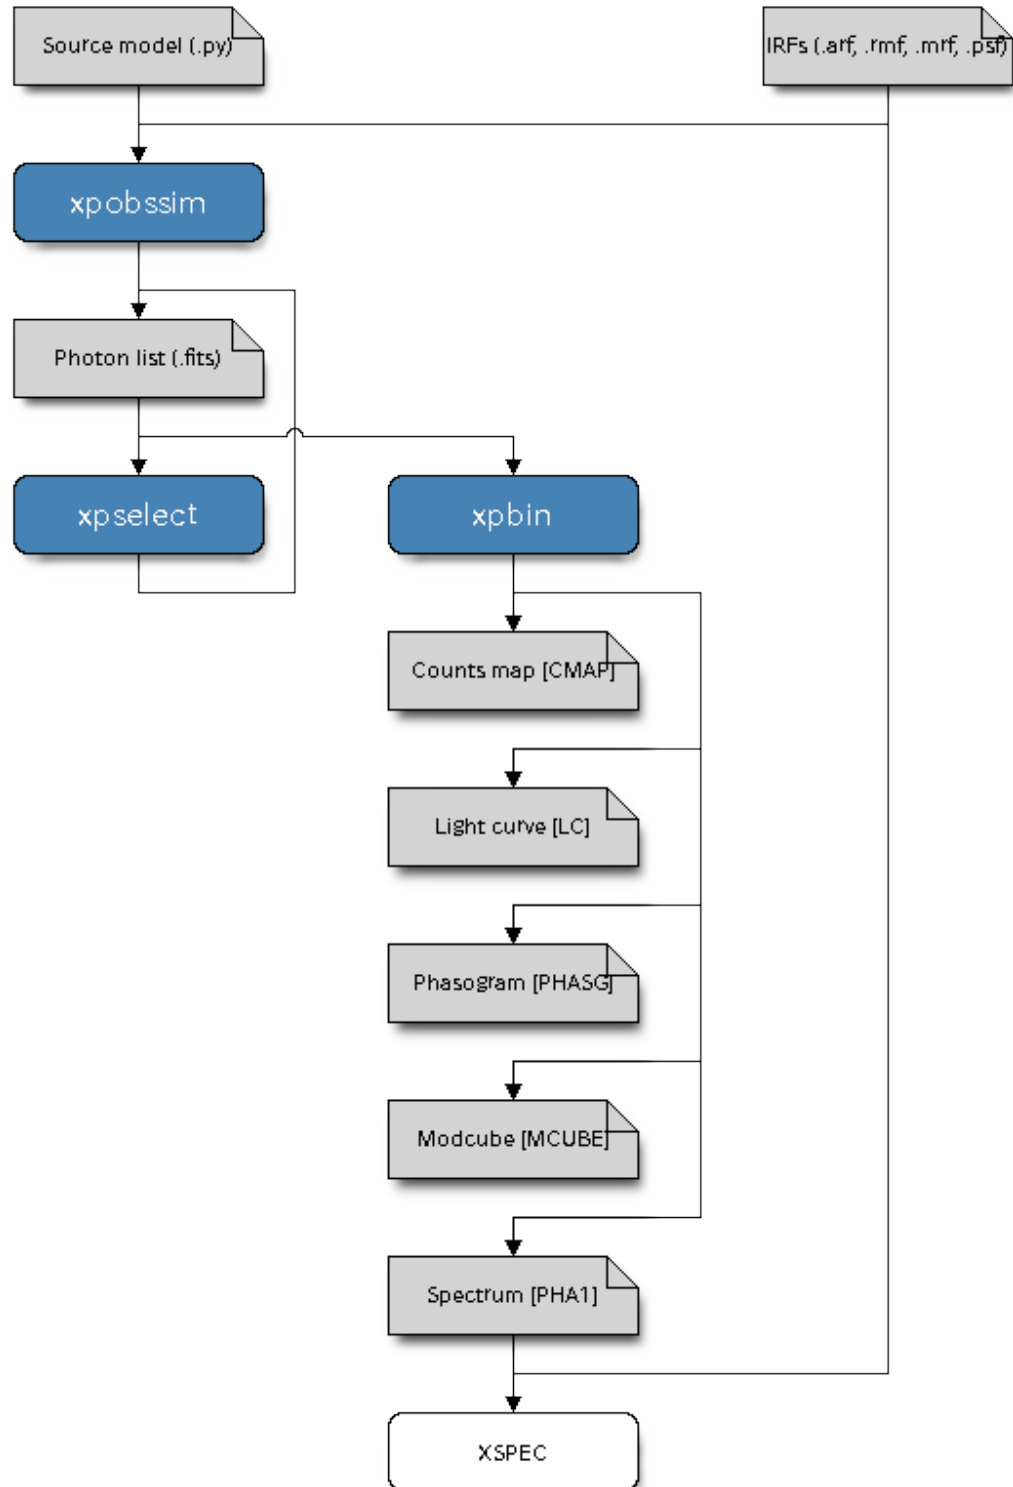 Source model (.py)
IRFs (.arf, .rmf, .mrf, .psf)
xpobssim
Photon list (.fits)
xpselect
xpbin
Counts map [CMAP]
Light curve [LC]
Phasogram [PHASG]
Modcube [MCUBE]
Spectrum [PHA1]
XSPEC